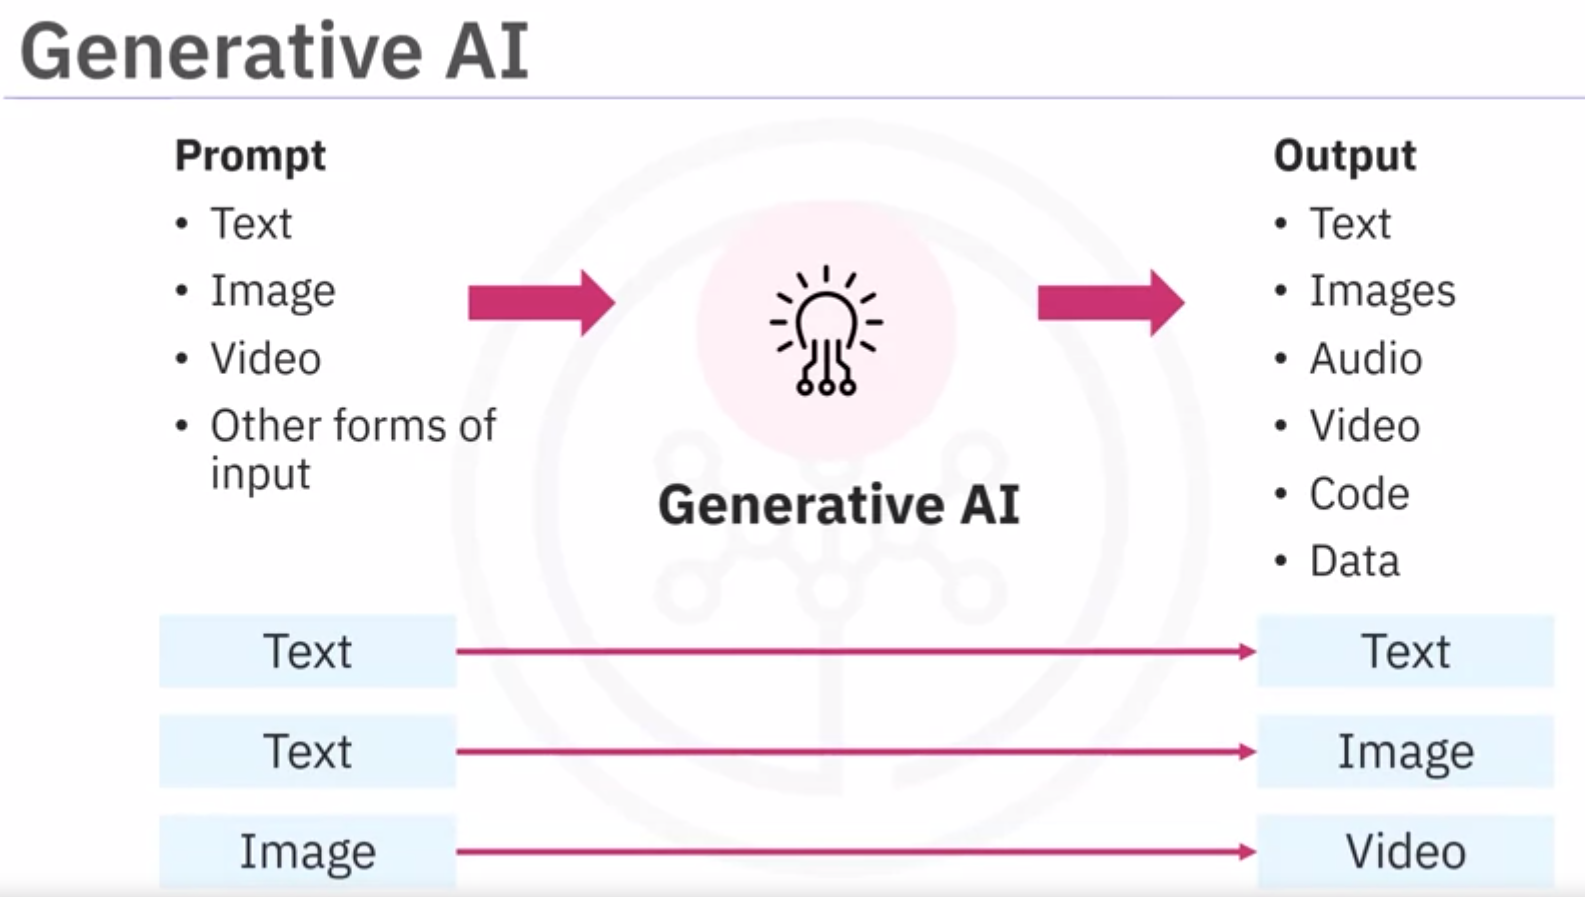 Generative AI
Prompt
• Text
• Image
• Video
• Other forms of
input
Generative AI
Output
• Text
• Images
• Audio
• Video
• Code
• Data
Text
Text
Text
Image
Image
Video